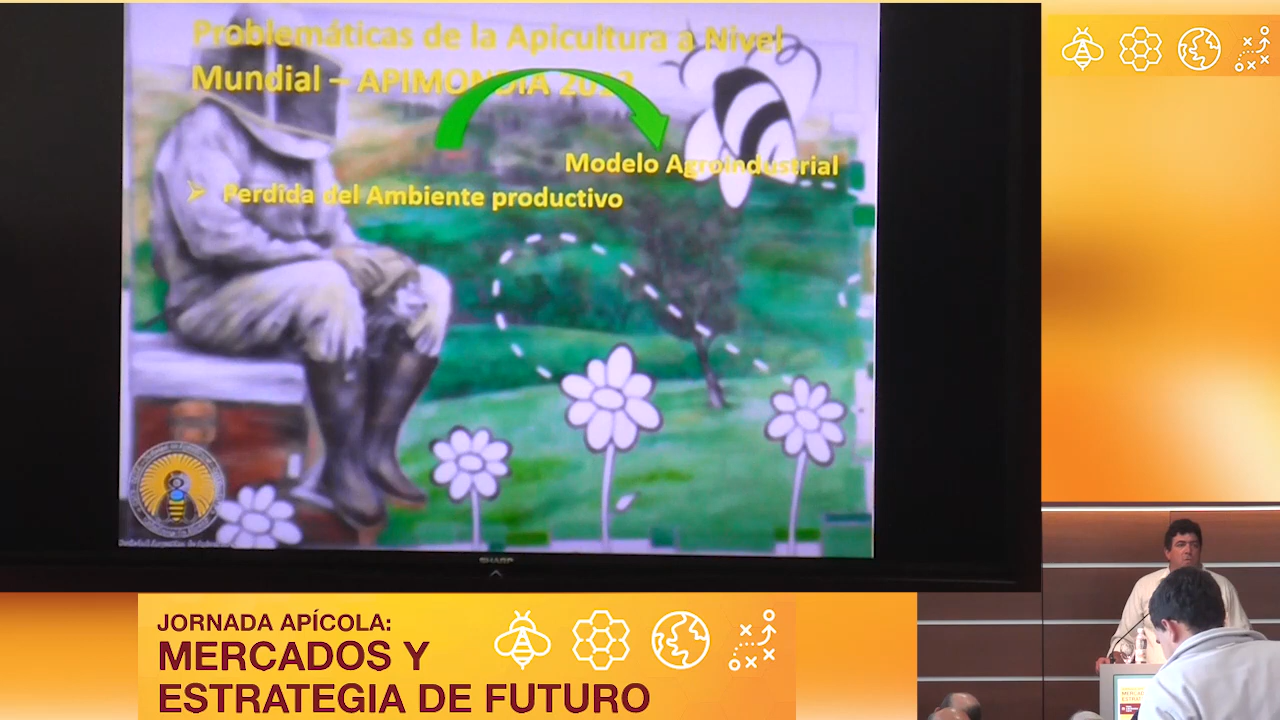 Problemáticas de la Apicultura a Nivel
Mundial – APIMONDIA 2013
Modelo Agroindustrial
➢ Perdida del Ambiente productivo
SHARP
JORNADA APÍCOLA:
MERCADOS Y
ESTRATEGIA DE FUTURO